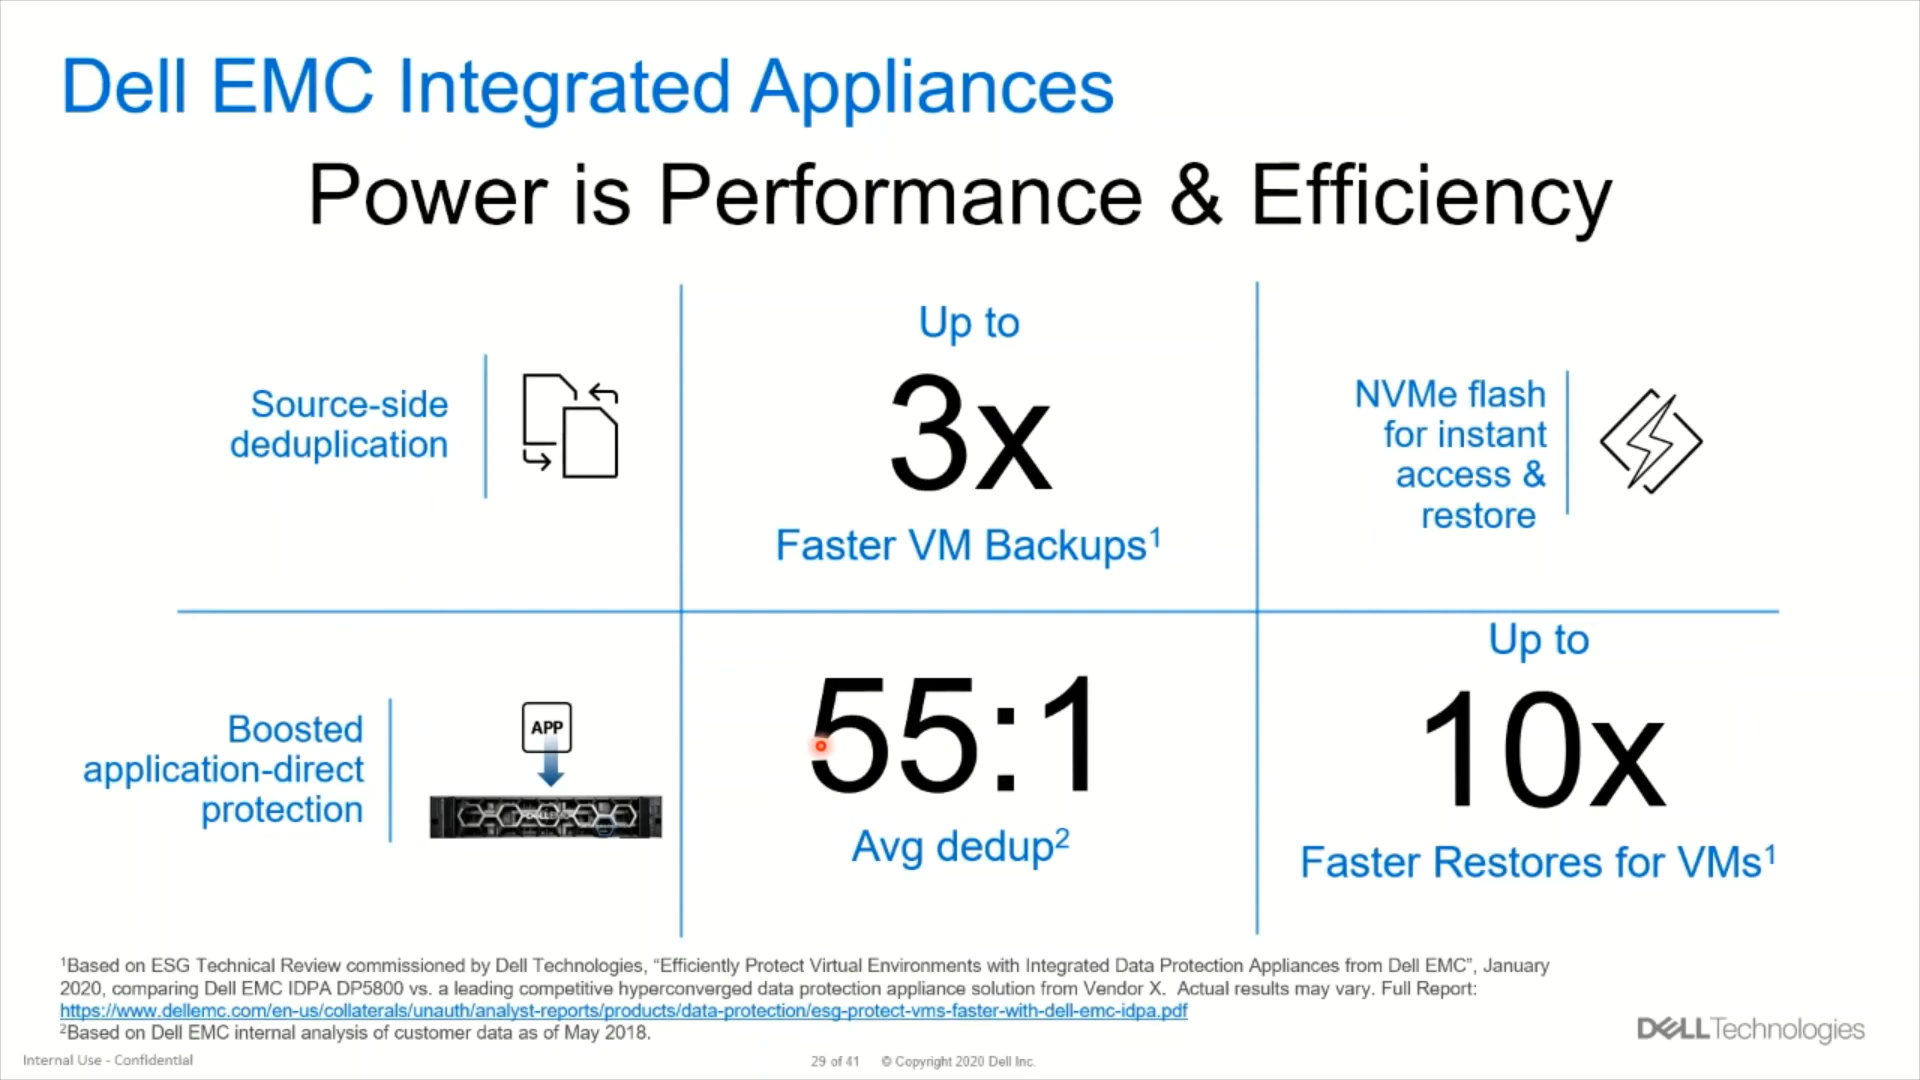 Dell EMC Integrated Appliances
Power is Performance & Efficiency
Source-side
deduplication
Up to
3x
Faster VM Backups¹
NVMe flash
for instant
access &
restore
Boosted
application-direct
protection
APP
DELLEMC
55:1
Avg dedup²
Up to
10x
Faster Restores for VMs¹
¹Based on ESG Technical Review commissioned by Dell Technologies, “Efficiently Protect Virtual Environments with Integrated Data Protection Appliances from Dell EMC”, January
2020, comparing Dell EMC IDPA DP5800 vs. a leading competitive hyperconverged data protection appliance solution from Vendor X. Actual results may vary. Full Report:
https://www.dellemc.com/en-us/collaterals/unauth/analyst-reports/products/data-protection/esg-protect-vms-faster-with-dell-emc-idpa.pdf
²Based on Dell EMC internal analysis of customer data as of May 2018.
DELLTechnologies
Internal Use - Confidential
29 of 41
© Copyright 2020 Dell Inc.